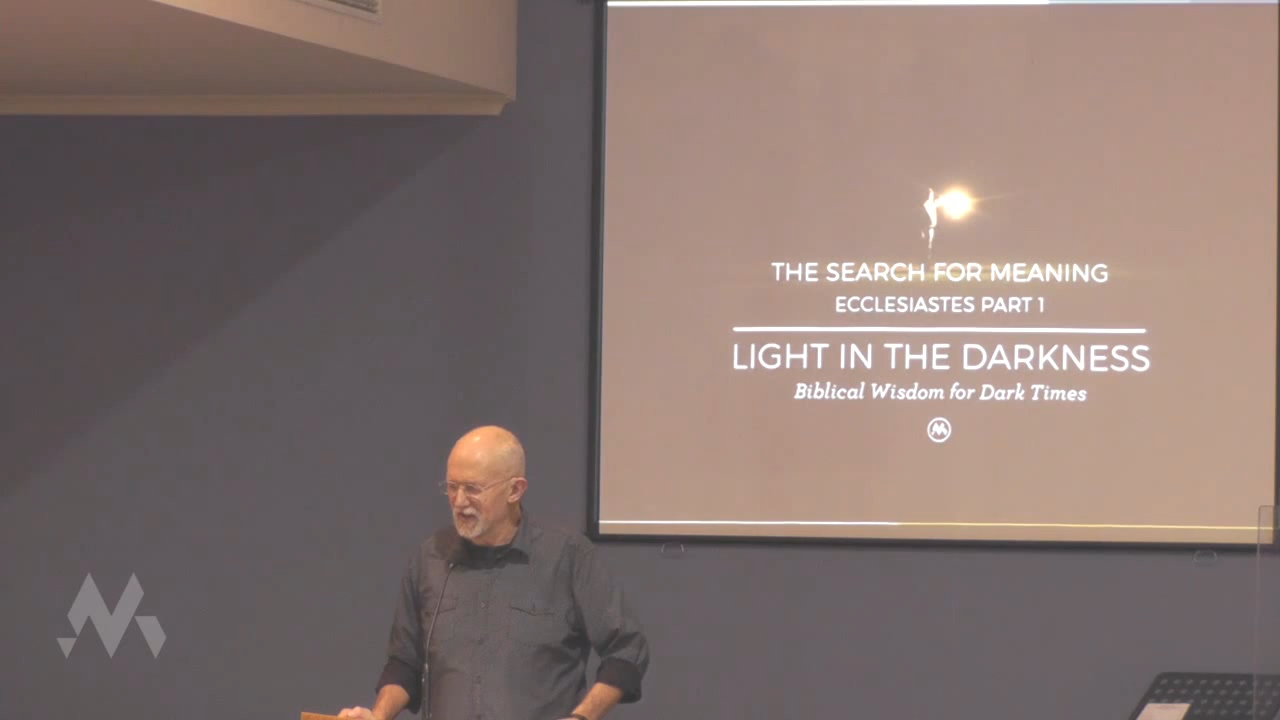 THE SEARCH FOR MEANING
ECCLESIASTES PART 1
LIGHT IN THE DARKNESS
Biblical Wisdom for Dark Times